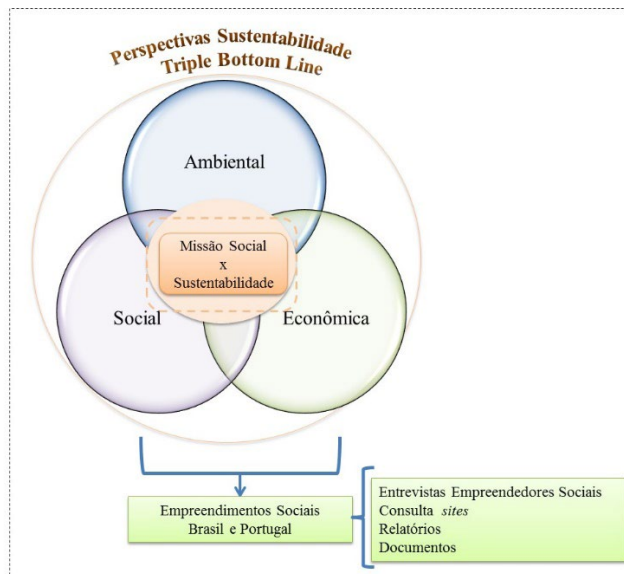 Perspectivas Sustentabilidade
Triple Bottom Line
Ambiental
Missão Social
x
Sustentabilidade
Social
Econômica
Empreendimentos Sociais
Brasil e Portugal
Entrevistas Empreendedores Sociais
Consulta sites
Relatórios
Documentos